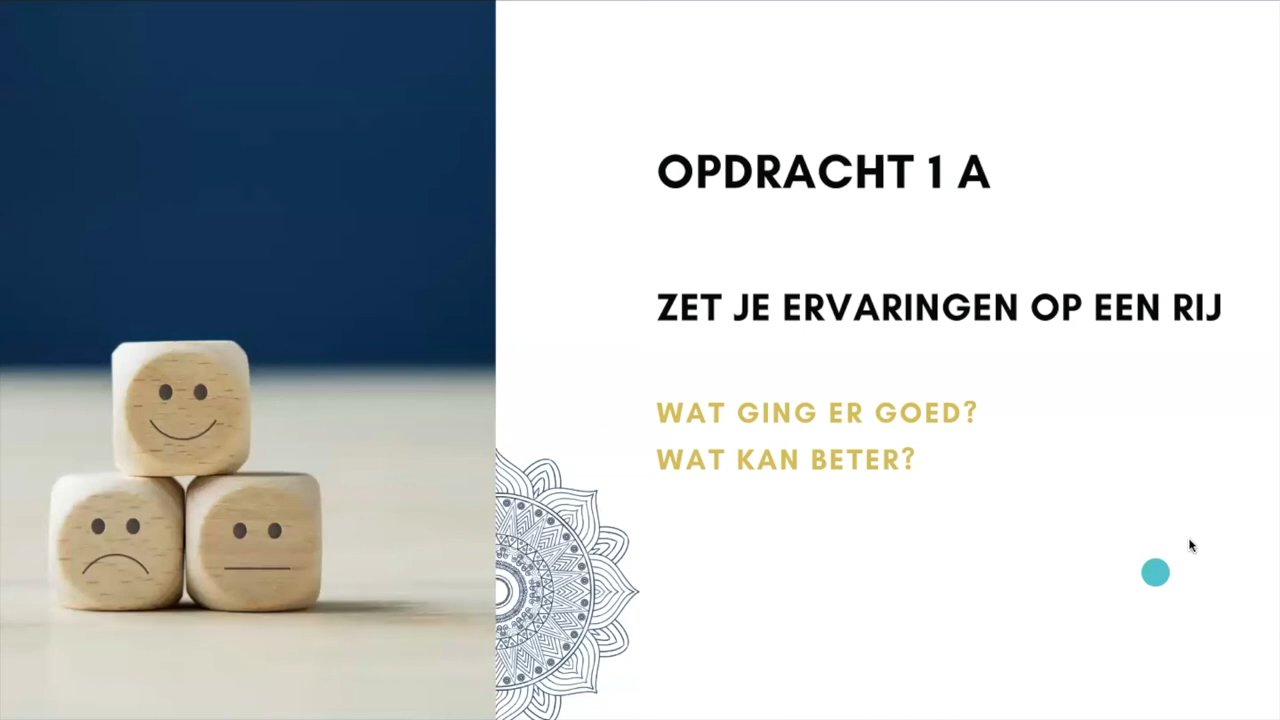 OPDRACHT 1 A
ZET JE ERVARINGEN OP EEN RIJ
WAT GING ER GOED?
WAT KAN BETER?